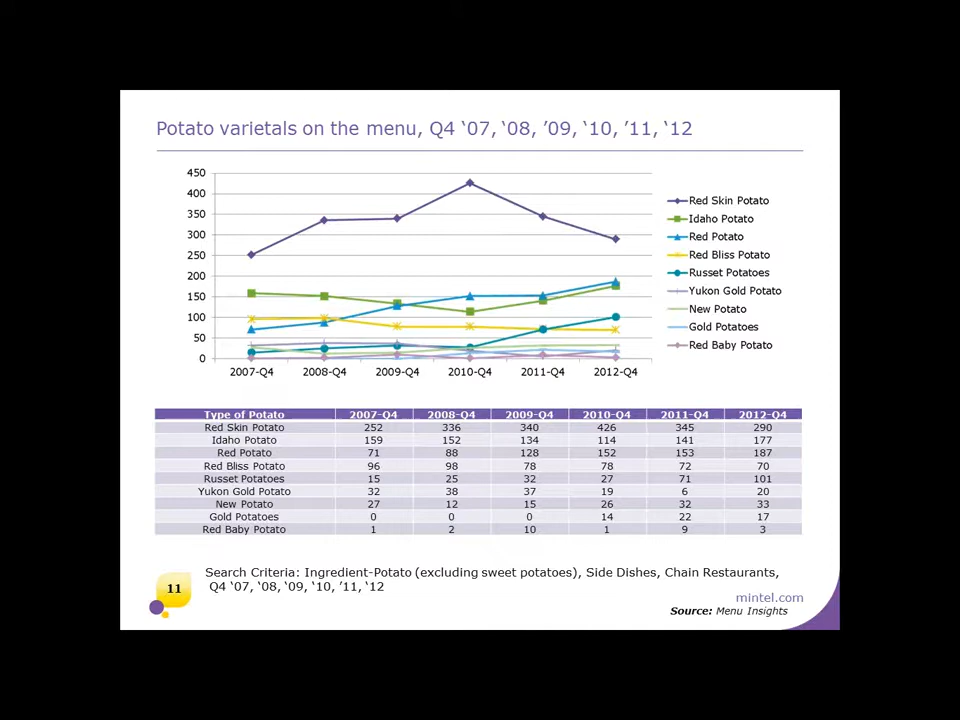 Potato varietals on the menu, Q4 ‘07, ‘08, ’09, ‘10, ’11, ‘12
450
400
350
300
250
200
150
100
50
0
2007-Q4 2008-Q4 2009-Q4 2010-Q4 2011-Q4 2012-Q4
Red Skin Potato
Idaho Potato
Red Potato
Red Bliss Potato
Russet Potatoes
Yukon Gold Potato
New Potato
Gold Potatoes
Red Baby Potato
Type of Potato 2007-Q4 2008-Q4 2009-Q4 2010-Q4 2011-Q4 2012-Q4
Red Skin Potato 252 336 340 426 345 290
Idaho Potato 159 152 134 114 141 177
Red Potato 71 88 128 152 153 187
Red Bliss Potato 96 98 78 78 72 70
Russet Potatoes 15 25 32 27 71 101
Yukon Gold Potato 32 38 37 19 6 20
New Potato 27 12 15 26 32 33
Gold Potatoes 0 0 0 14 22 17
Red Baby Potato 1 2 10 1 9 3
Search Criteria: Ingredient-Potato (excluding sweet potatoes), Side Dishes, Chain Restaurants,
Q4 ‘07, ‘08, ‘09, ‘10, ’11, ‘12
11
mintel.com
Source: Menu Insights